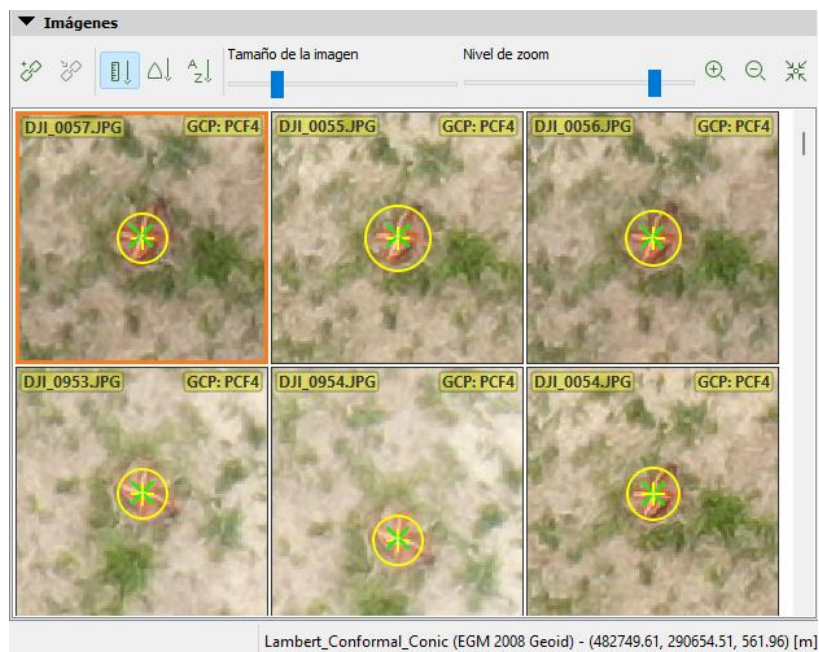 Imágenes
Tamaño de la imagen
Nivel de zoom
A
Z
DJI_0057.JPG GCP: PCF4
DJI_0055.JPG GCP: PCF4
DJI_0056.JPG GCP: PCF4
DJI_0953.JPG GCP: PCF4
DJI_0954.JPG GCP: PCF4
DJI_0054.JPG GCP: PCF4
Lambert_Conformal_Conic (EGM 2008 Geoid) - (482749.61, 290654.51, 561.96) [m]